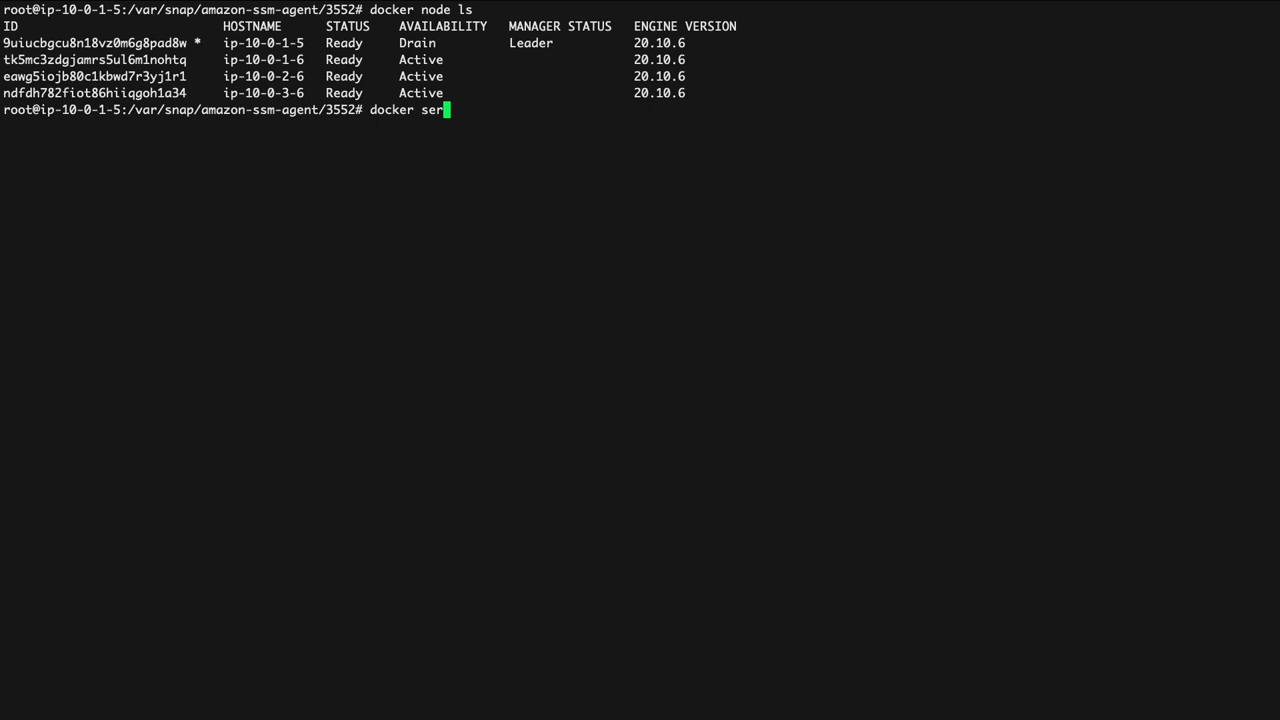 root@ip-10-0-1-5:/var/snap/amazon-ssm-agent/3552# docker node ls
ID HOSTNAME STATUS AVAILABILITY MANAGER STATUS ENGINE VERSION
9uiucbgcu8n18vz0m6g8pad8w * ip-10-0-1-5 Ready Drain Leader 20.10.6
tk5mc3zdgjamrs5ul6m1nohtq ip-10-0-1-6 Ready Active 20.10.6
eawg5iojb80c1kbwd7r3yj1r1 ip-10-0-2-6 Ready Active 20.10.6
ndfdh782fiot86hiiqgoh1a34 ip-10-0-3-6 Ready Active 20.10.6
root@ip-10-0-1-5:/var/snap/amazon-ssm-agent/3552# docker ser